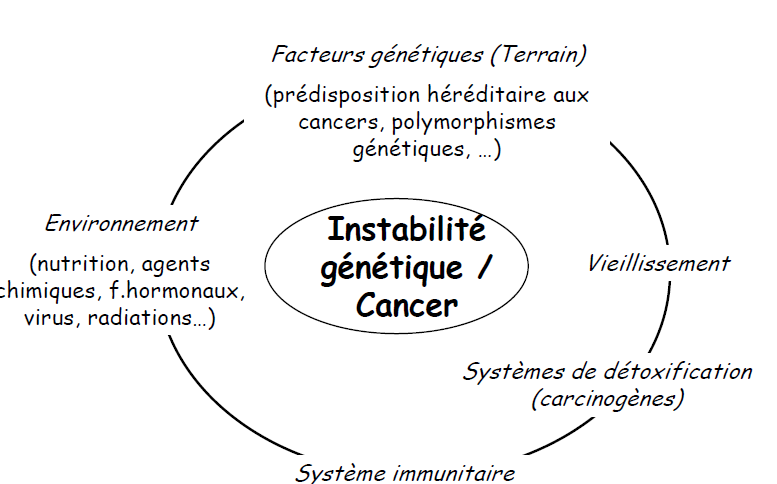 Facteurs génétiques (Terrain)
(prédisposition héréditaire aux
cancers, polymorphismes
génétiques, …)
Environnement
(nutrition, agents
chimiques, f.hormonaux,
virus, radiations…)
Instabilité
génétique /
Cancer
Vieillissement
Systèmes de détoxification
(carcinogènes)
Système immunitaire